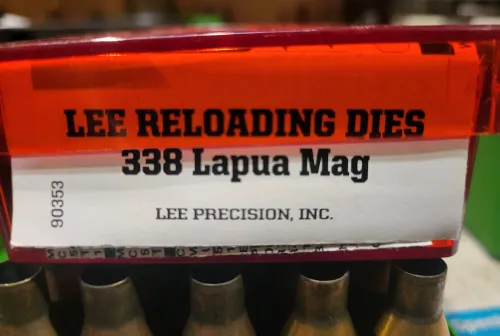 LEE RELOADING DIES
338 Lapua Mag
90353
LEE PRECISION, INC.